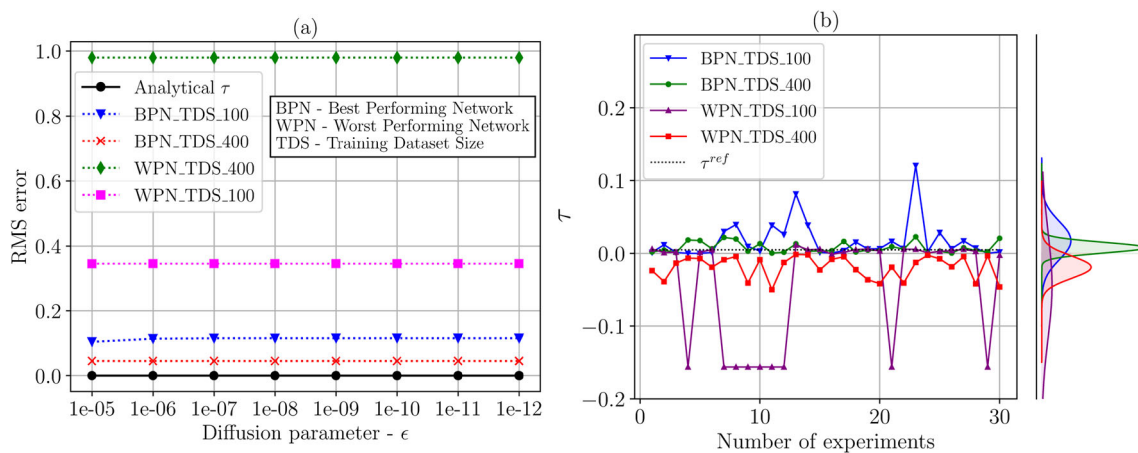 (a)
RMS error
1.0
0.8
0.6
0.4
0.2
0.0
Analytical τ
BPN_TDS_100
BPN_TDS_400
WPN_TDS_400
WPN_TDS_100
BPN - Best Performing Network
WPN - Worst Performing Network
TDS - Training Dataset Size
1e-05 1e-06 1e-07 1e-08 1e-09 1e-10 1e-11 1e-12
Diffusion parameter - ϵ
(b)
τ
0.2
0.1
0.0
−0.1
−0.2
BPN_TDS_100
BPN_TDS_400
WPN_TDS_100
WPN_TDS_400
τ^ref
0 10 20 30
Number of experiments